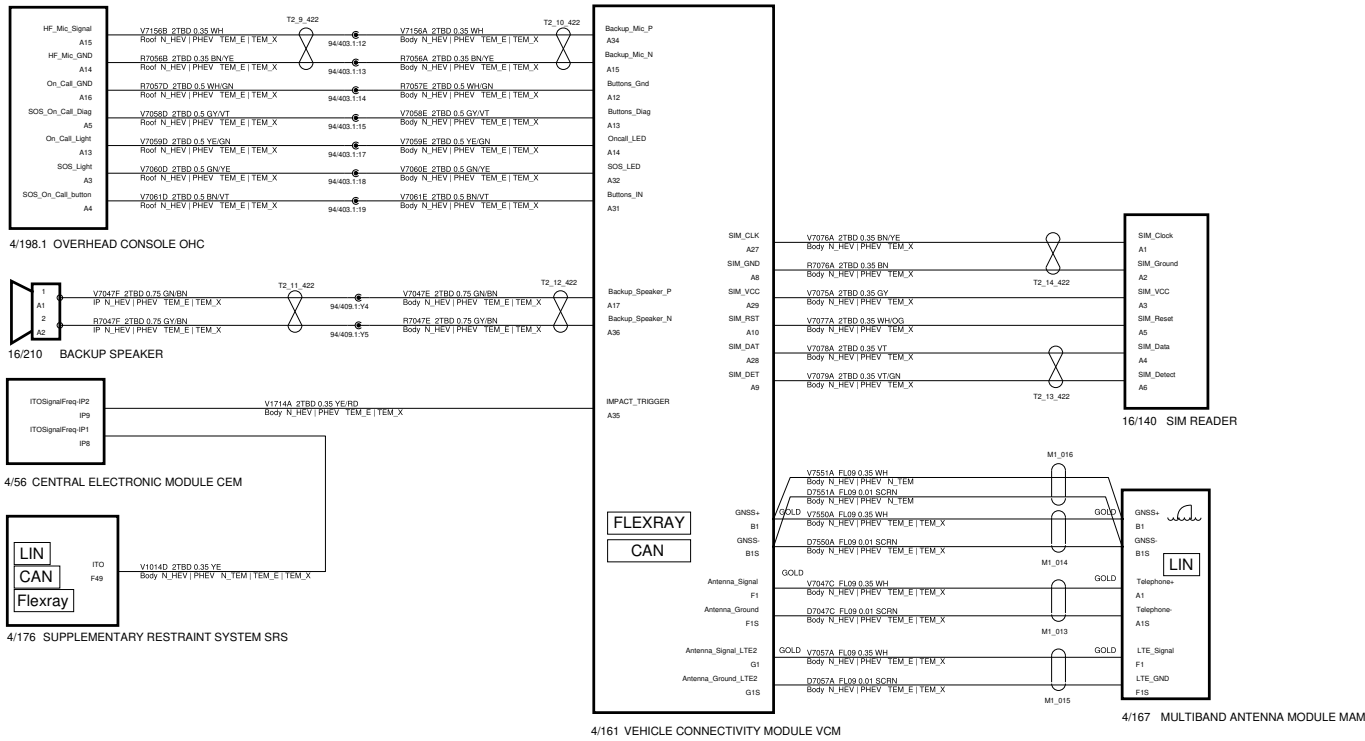 HF_Mic_Signal
A15
HF_Mic_GND
A14
On_Call_GND
A16
SOS_On_Call_Diag
A5
On_Call_Light
A13
SOS_Light
A3
SOS_On_Call_button
A4
4/198.1 OVERHEAD CONSOLE OHC
V7156B 2TBD 0.35 WH
Roof N_HEV | PHEV TEM_E | TEM_X
R7056B 2TBD 0.35 BN/YE
Roof N_HEV | PHEV TEM_E | TEM_X
R7057D 2TBD 0.5 WH/GN
Roof N_HEV | PHEV TEM_E | TEM_X
V7058D 2TBD 0.5 GY/VT
Roof N_HEV | PHEV TEM_E | TEM_X
V7059D 2TBD 0.5 YE/GN
Roof N_HEV | PHEV TEM_E | TEM_X
V7060D 2TBD 0.5 GN/YE
Roof N_HEV | PHEV TEM_E | TEM_X
V7061D 2TBD 0.5 BN/VT
Roof N_HEV | PHEV TEM_E | TEM_X
T2_9_422
94/403.1:12
94/403.1:13
94/403.1:14
94/403.1:15
94/403.1:17
94/403.1:18
94/403.1:19
V7156A 2TBD 0.35 WH
Body N_HEV | PHEV TEM_E | TEM_X
R7056A 2TBD 0.35 BN/YE
Body N_HEV | PHEV TEM_E | TEM_X
R7057E 2TBD 0.5 WH/GN
Body N_HEV | PHEV TEM_E | TEM_X
V7058E 2TBD 0.5 GY/VT
Body N_HEV | PHEV TEM_E | TEM_X
V7059E 2TBD 0.5 YE/GN
Body N_HEV | PHEV TEM_E | TEM_X
V7060E 2TBD 0.5 GN/YE
Body N_HEV | PHEV TEM_E | TEM_X
V7061E 2TBD 0.5 BN/VT
Body N_HEV | PHEV TEM_E | TEM_X
T2_10_422
Backup_Mic_P
A34
Backup_Mic_N
A15
Buttons_Gnd
A12
Buttons_Diag
A13
Oncall_LED
A14
SOS_LED
A32
Buttons_IN
A31
1
A1
2
A2
16/210 BACKUP SPEAKER
V7047F 2TBD 0.75 GN/BN
IP N_HEV | PHEV TEM_E | TEM_X
R7047F 2TBD 0.75 GY/BN
IP N_HEV | PHEV TEM_E | TEM_X
T2_11_422
94/409.1:Y4
94/409.1:Y5
V7047E 2TBD 0.75 GN/BN
Body N_HEV | PHEV TEM_E | TEM_X
R7047E 2TBD 0.75 GY/BN
Body N_HEV | PHEV TEM_E | TEM_X
T2_12_422
Backup_Speaker_P
A17
Backup_Speaker_N
A36
ITOSignalFreq-IP2
IP9
ITOSignalFreq-IP1
IP8
4/56 CENTRAL ELECTRONIC MODULE CEM
V1714A 2TBD 0.35 YE/RD
Body N_HEV | PHEV TEM_E | TEM_X
IMPACT_TRIGGER
A35
LIN
CAN
Flexray
ITO
F49
4/176 SUPPLEMENTARY RESTRAINT SYSTEM SRS
V1014D 2TBD 0.35 YE
Body N_HEV | PHEV N_TEM | TEM_E | TEM_X
FLEXRAY
CAN
4/161 VEHICLE CONNECTIVITY MODULE VCM
SIM_CLK
A27
SIM_GND
A8
SIM_VCC
A29
SIM_RST
A10
SIM_DAT
A28
SIM_DET
A9
V7076A 2TBD 0.35 BN/YE
Body N_HEV | PHEV TEM_X
R7076A 2TBD 0.35 BN
Body N_HEV | PHEV TEM_X
V7075A 2TBD 0.35 GY
Body N_HEV | PHEV TEM_X
V7077A 2TBD 0.35 WH/OG
Body N_HEV | PHEV TEM_X
V7078A 2TBD 0.35 VT
Body N_HEV | PHEV TEM_X
V7079A 2TBD 0.35 VT/GN
Body N_HEV | PHEV TEM_X
T2_14_422
T2_13_422
SIM_Clock
A1
SIM_Ground
A2
SIM_VCC
A3
SIM_Reset
A5
SIM_Data
A4
SIM_Detect
A6
16/140 SIM READER
GNSS+
B1
GNSS-
B1S
Antenna_Signal
F1
Antenna_Ground
F1S
Antenna_Signal_LTE2
G1
Antenna_Ground_LTE2
G1S
GOLD
GOLD
GOLD
V7551A FL09 0.35 WH
Body N_HEV | PHEV N_TEM
D7551A FL09 0.01 SCRN
Body N_HEV | PHEV N_TEM
V7550A FL09 0.35 WH
Body N_HEV | PHEV TEM_E | TEM_X
D7550A FL09 0.01 SCRN
Body N_HEV | PHEV TEM_E | TEM_X
V7047C FL09 0.35 WH
Body N_HEV | PHEV TEM_E | TEM_X
D7047C FL09 0.01 SCRN
Body N_HEV | PHEV TEM_E | TEM_X
V7057A FL09 0.35 WH
Body N_HEV | PHEV TEM_E | TEM_X
D7057A FL09 0.01 SCRN
Body N_HEV | PHEV TEM_E | TEM_X
M1_016
M1_014
M1_013
M1_015
GOLD
GOLD
GOLD
GNSS+
B1
GNSS-
B1S
LIN
Telephone+
A1
Telephone-
A1S
LTE_Signal
F1
LTE_GND
F1S
4/167 MULTIBAND ANTENNA MODULE MAM